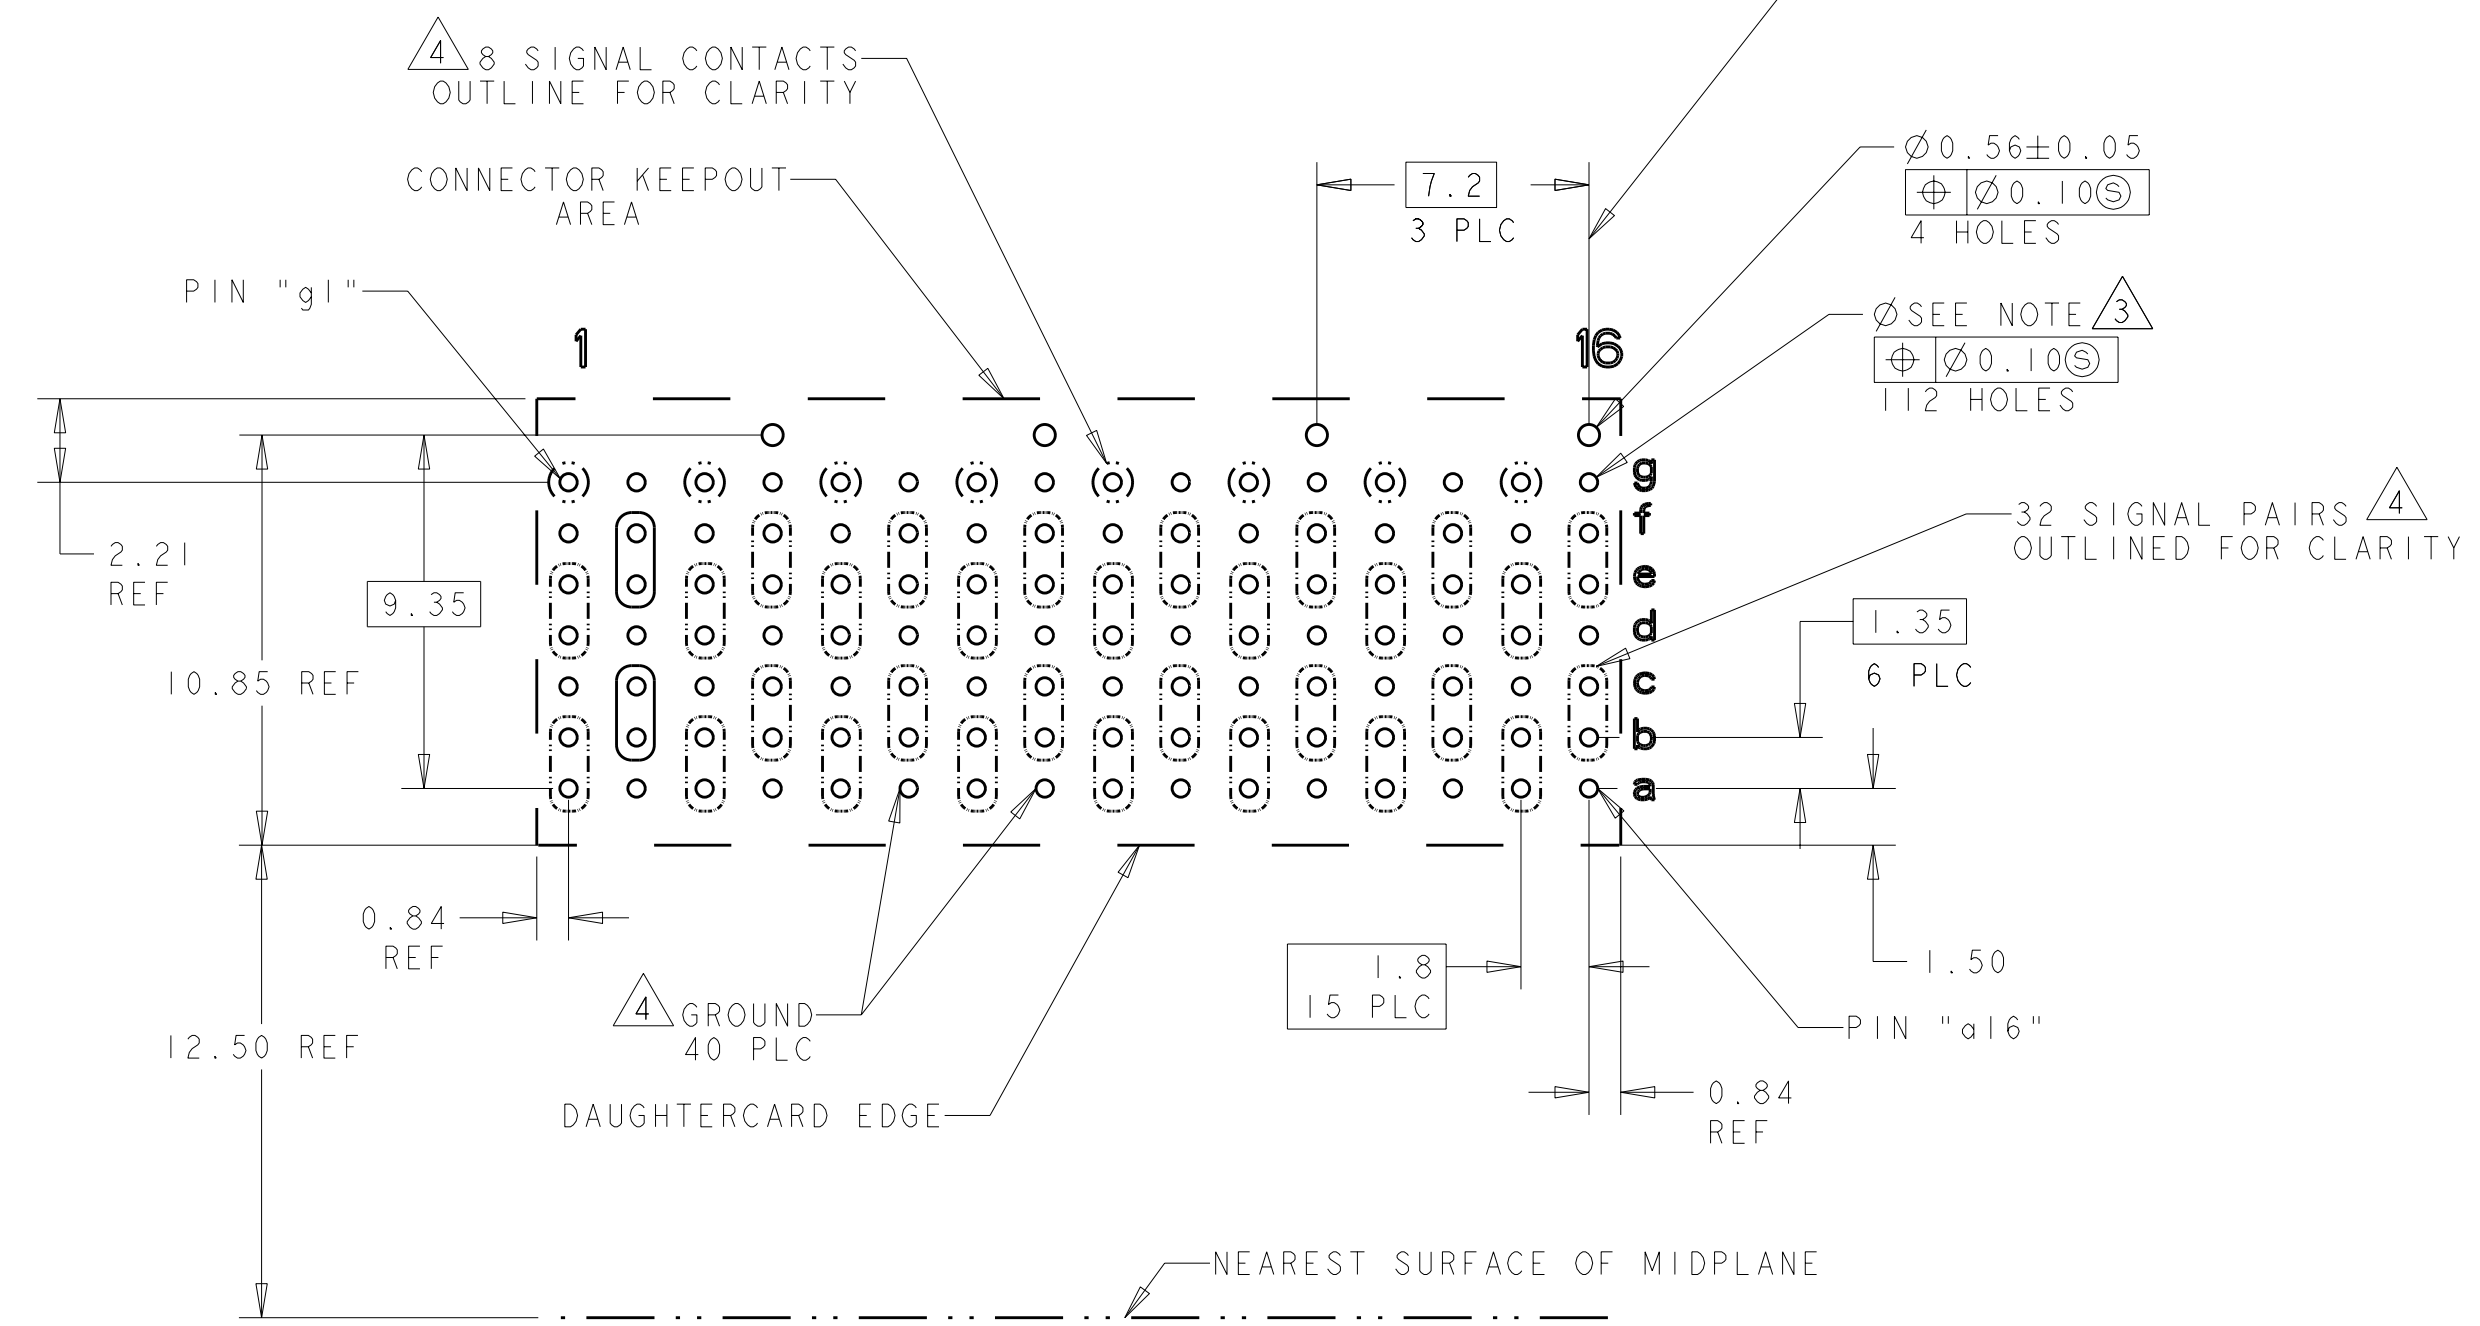 4 8 SIGNAL CONTACTS
OUTLINE FOR CLARITY
CONNECTOR KEEPOUT
AREA
PIN "g1"
7.2
3 PLC
Ø0.56±0.05
⌖ Ø0.10Ⓢ
4 HOLES
ØSEE NOTE 3
⌖ Ø0.10Ⓢ
112 HOLES
1
16
g
f
e
d
c
b
a
32 SIGNAL PAIRS 4
OUTLINED FOR CLARITY
2.21
REF
9.35
10.85 REF
1.35
6 PLC
0.84
REF
1.8
15 PLC
1.50
4 GROUND
40 PLC
PIN "a16"
12.50 REF
DAUGHTERCARD EDGE
0.84
REF
NEAREST SURFACE OF MIDPLANE